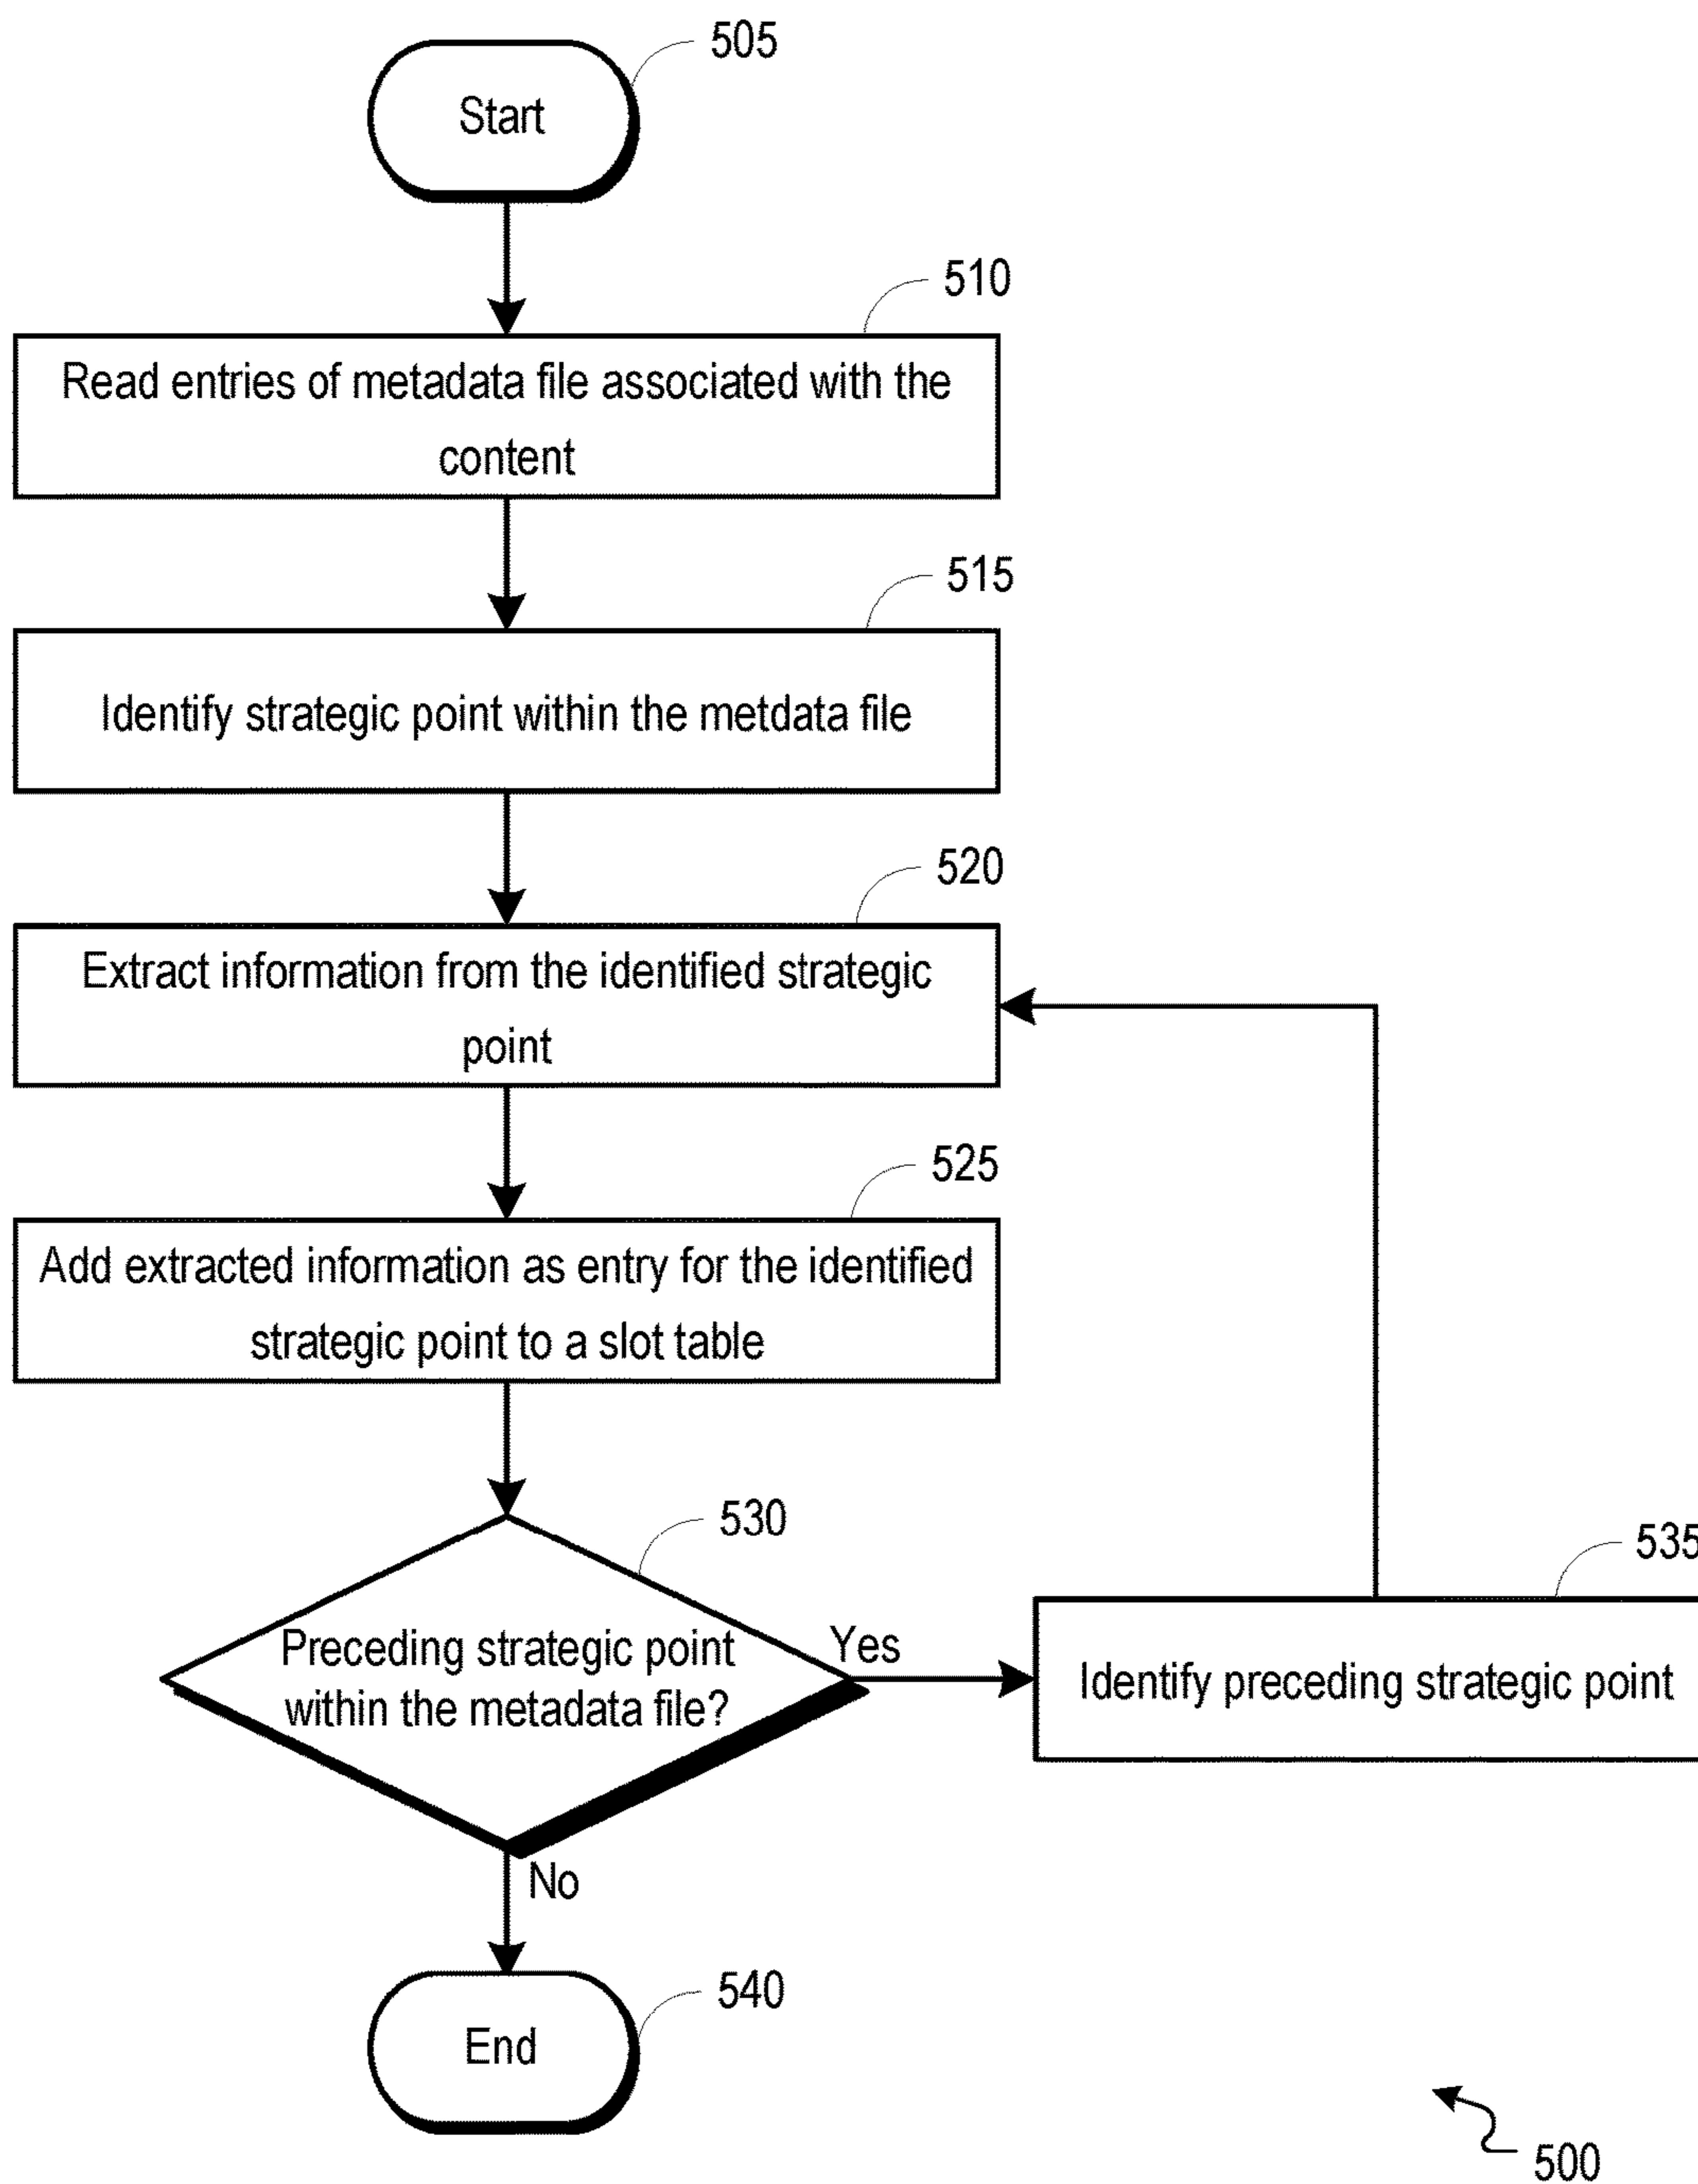 505
Start
510
Read entries of metadata file associated with the
content
515
Identify strategic point within the metdata file
520
Extract information from the identified strategic
point
525
Add extracted information as entry for the identified
strategic point to a slot table
530
Preceding strategic point
within the metadata file?
Yes
535
Identify preceding strategic point
No
540
End
500